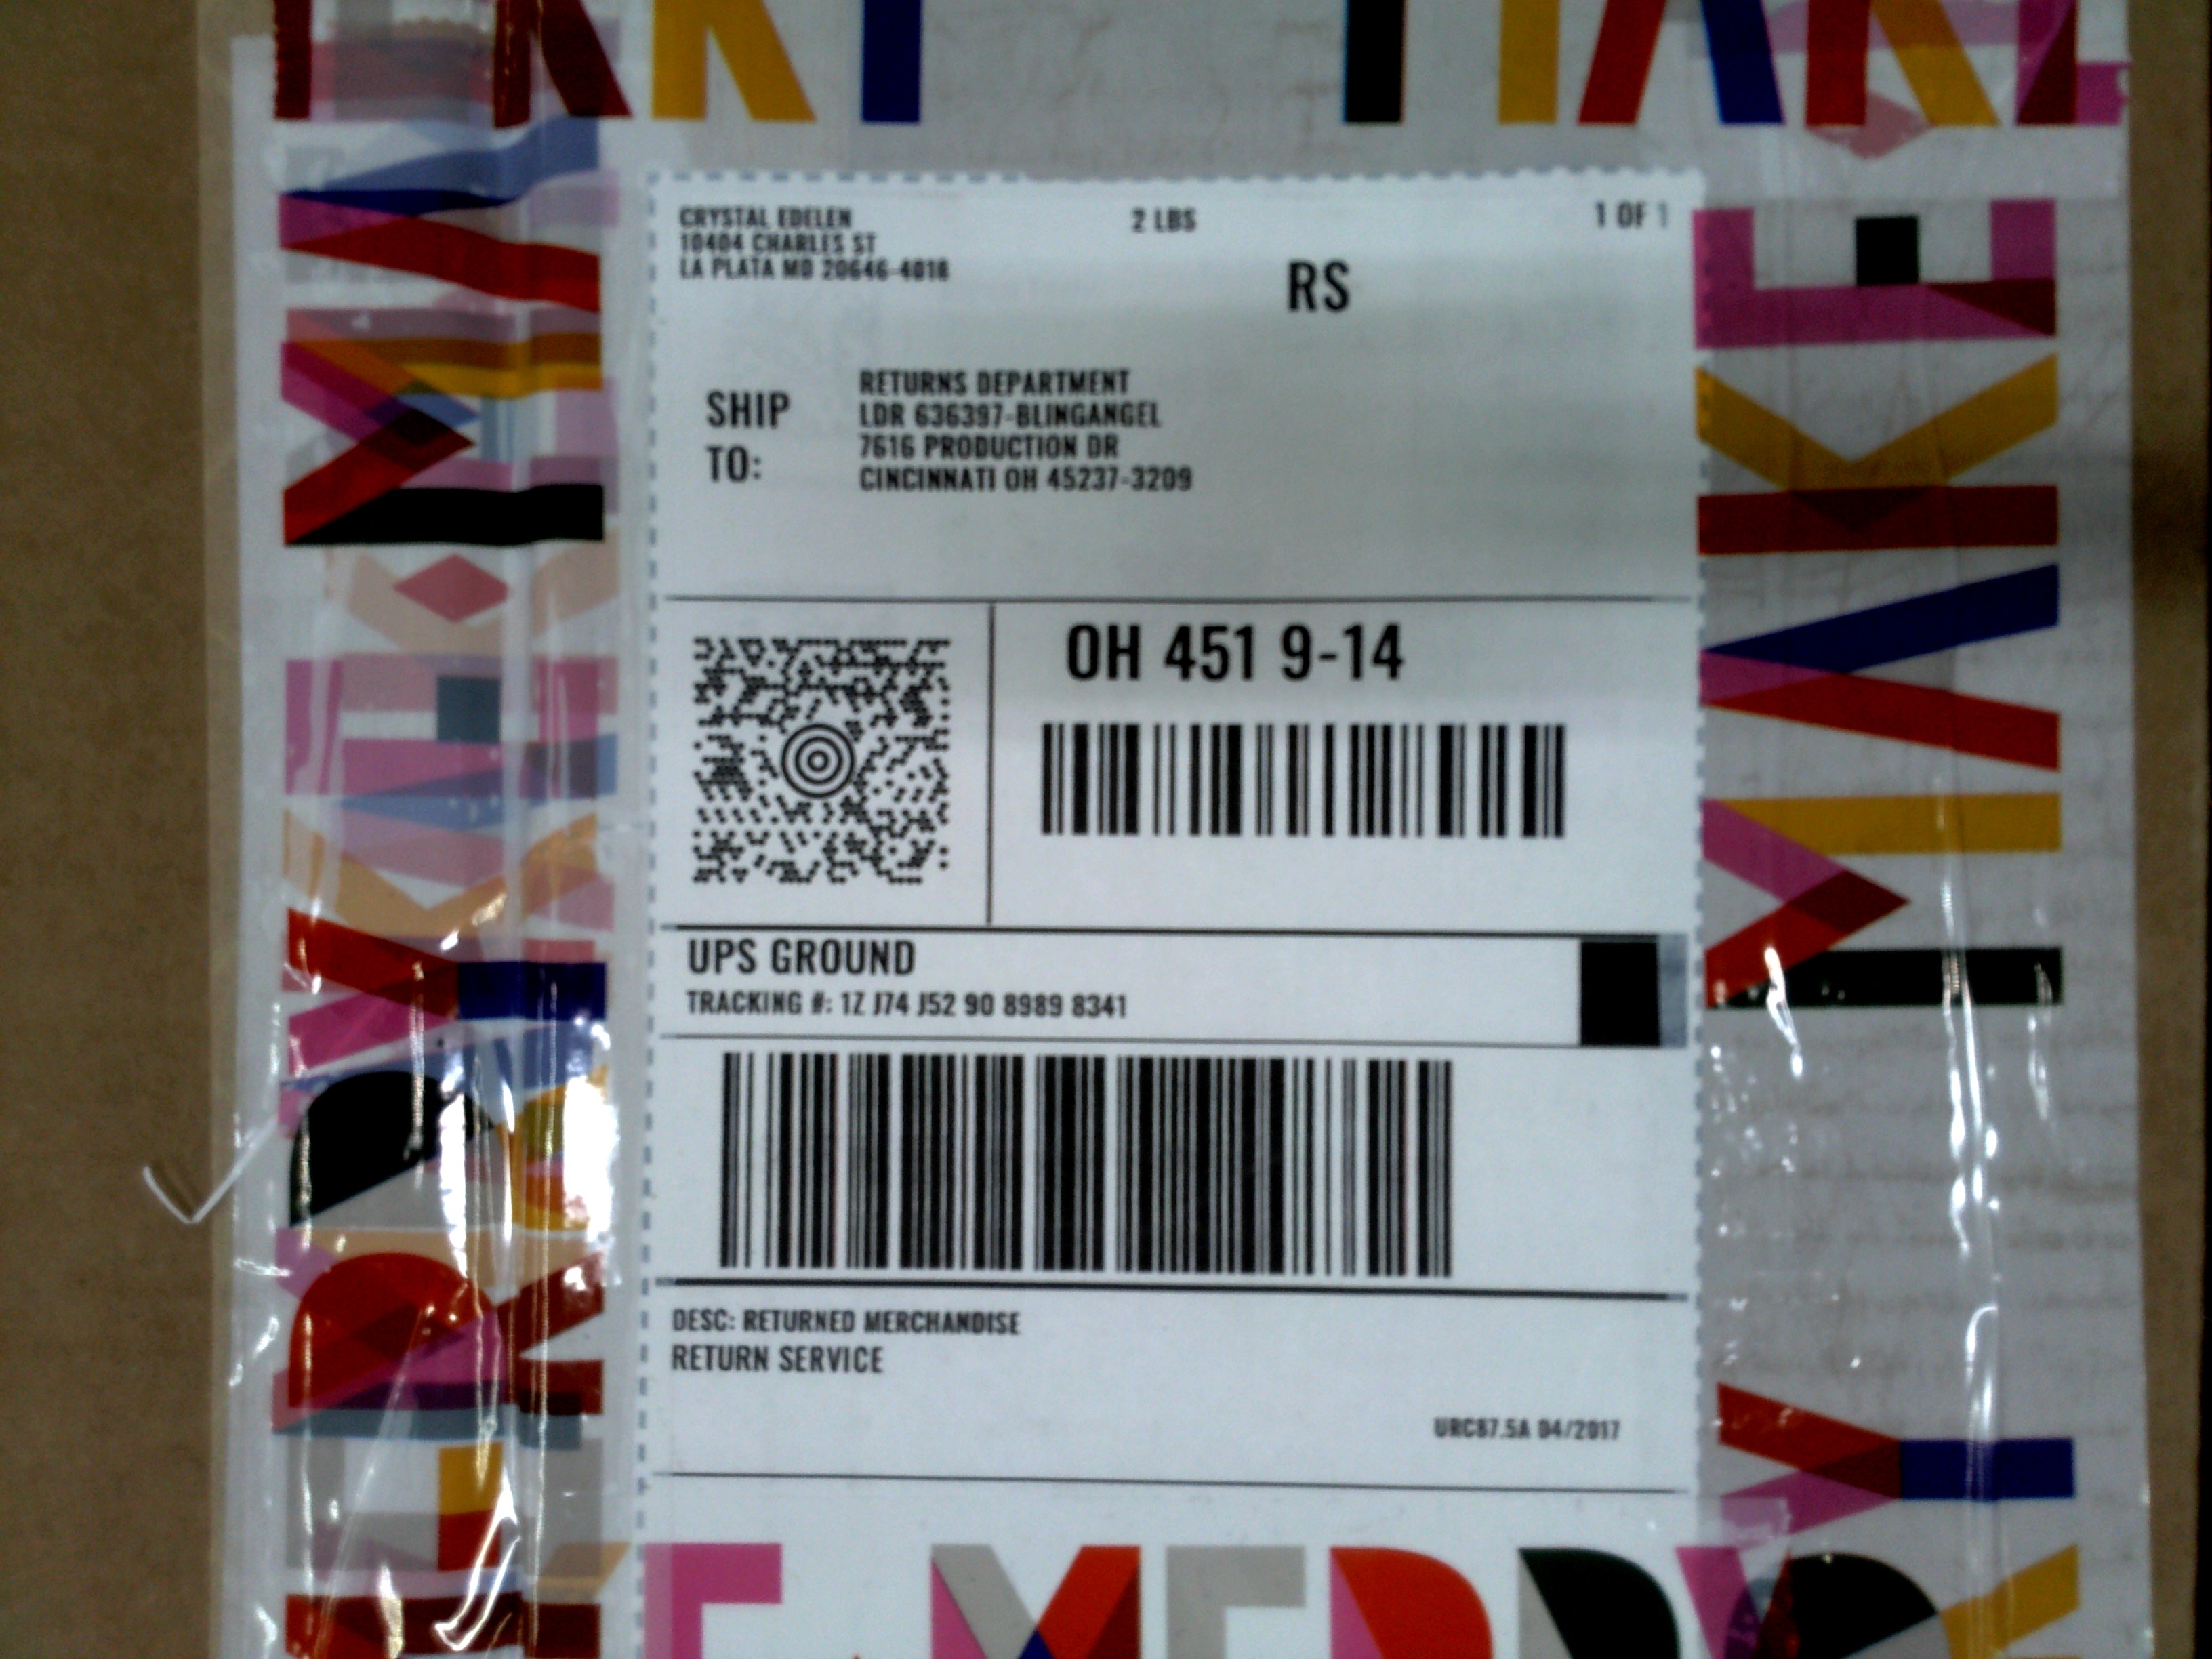 CRYSTAL EDELEN
10404 CHARLES ST
LA PLATA MD 20646-4018
2 LBS
1 OF 1
RS
SHIP TO:
RETURNS DEPARTMENT
LDR 636397-BLINGANGEL
7616 PRODUCTION DR
CINCINNATI OH 45237-3209
OH 451 9-14
UPS GROUND
TRACKING #: 1Z J74 J52 90 8989 8341
DESC: RETURNED MERCHANDISE
RETURN SERVICE
URC87.5A 04/2017
MAKE
MERRY